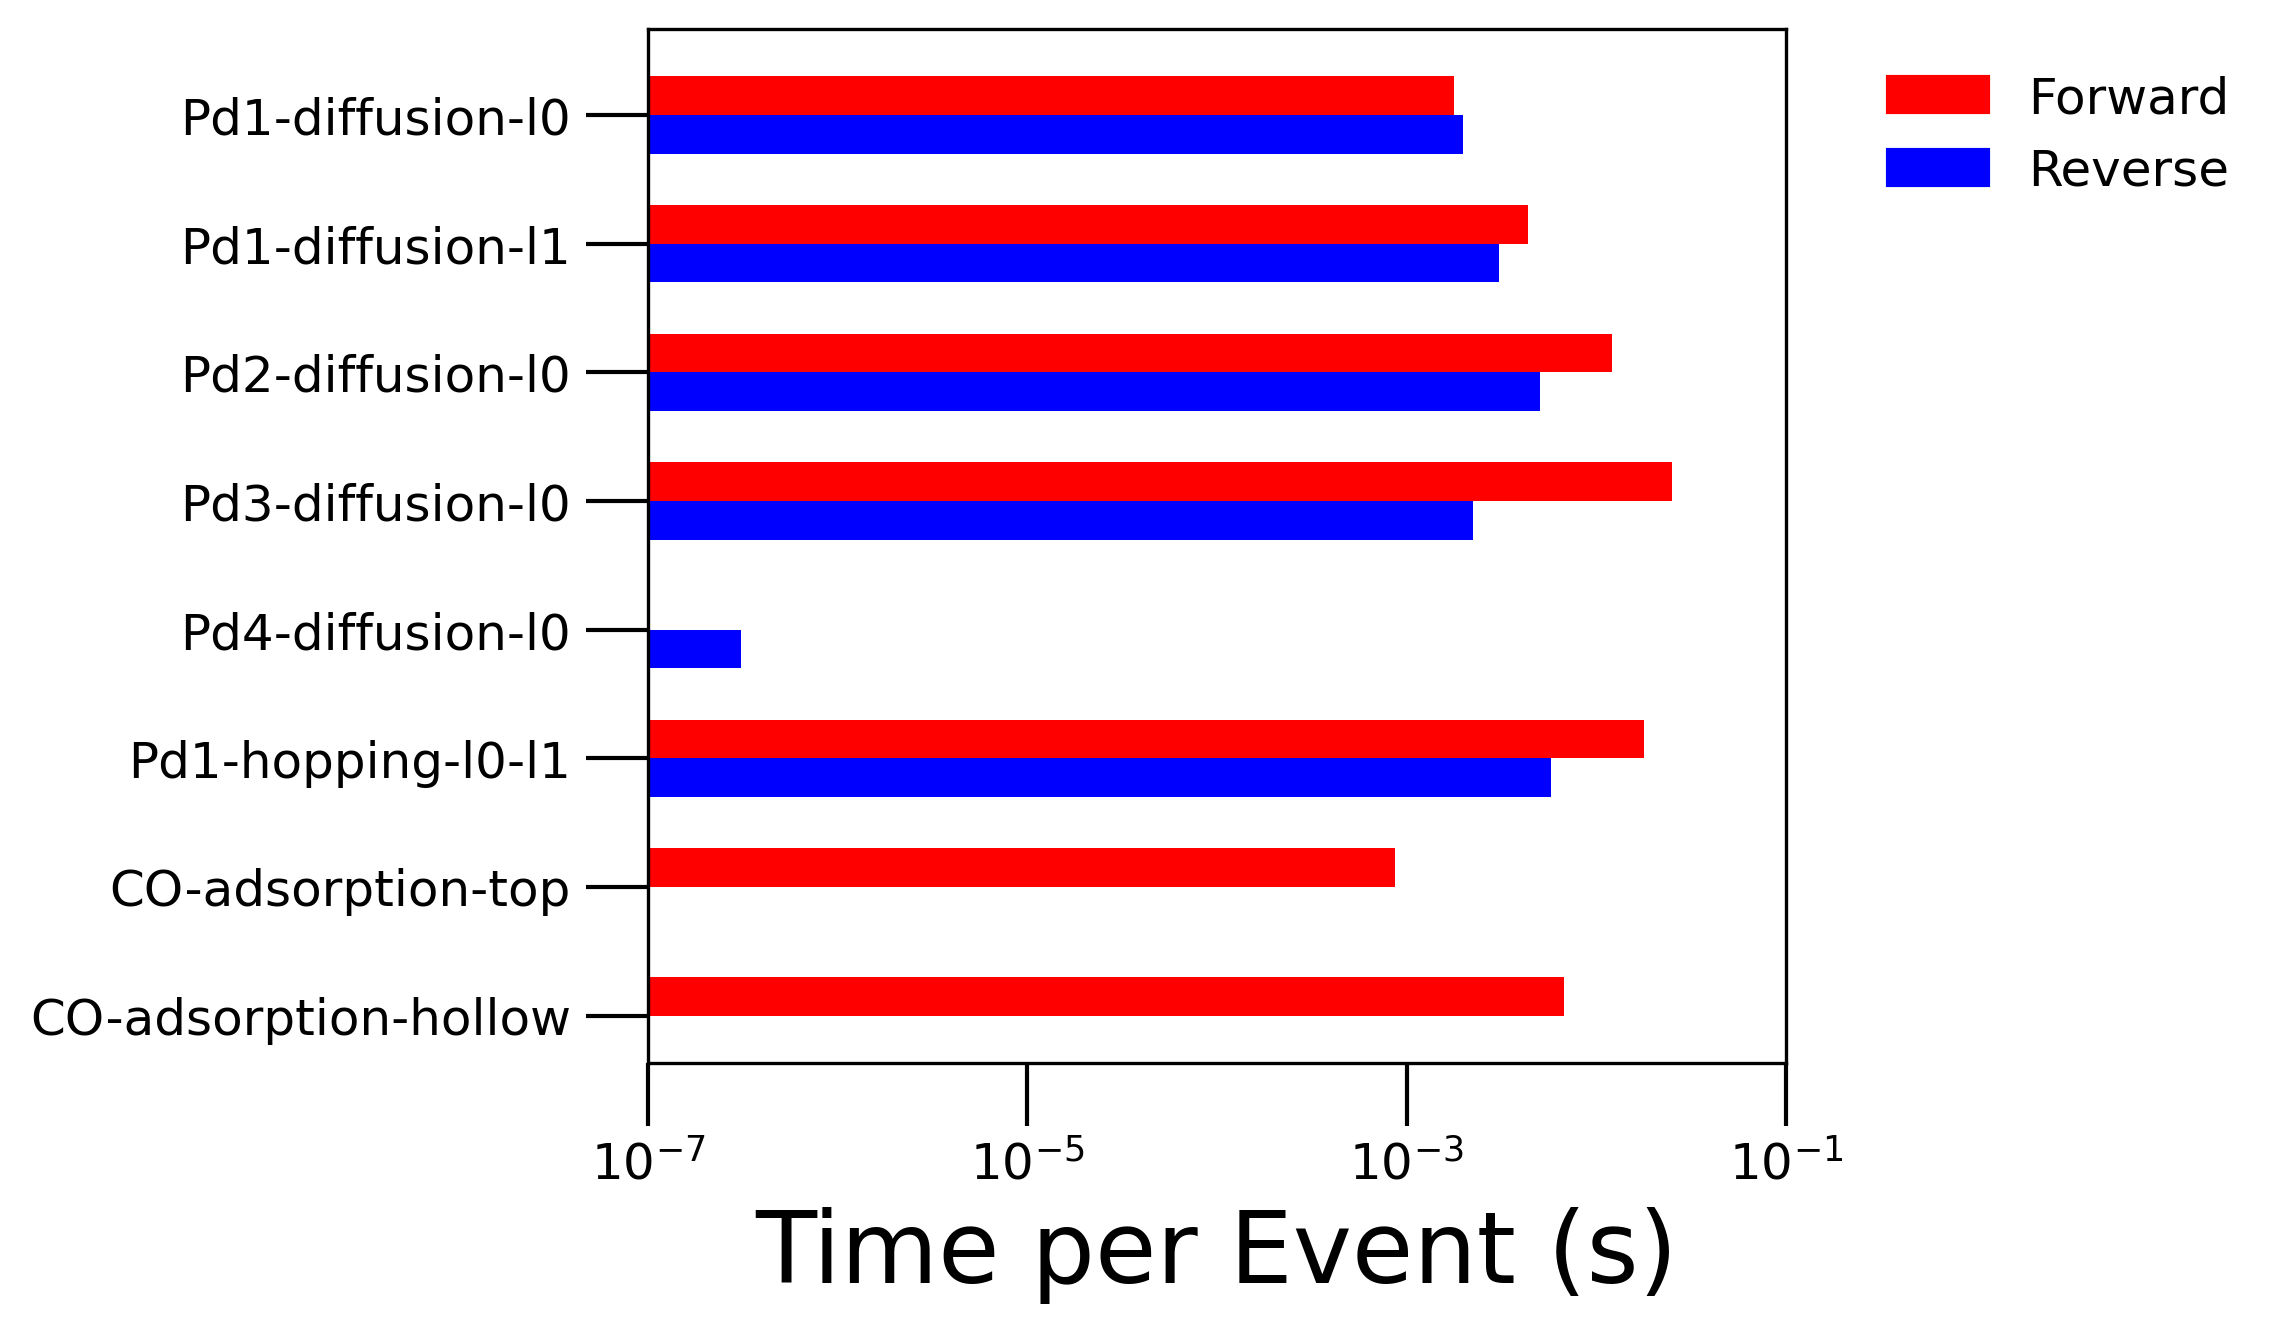 Pd1-diffusion-l0
Pd1-diffusion-l1
Pd2-diffusion-l0
Pd3-diffusion-l0
Pd4-diffusion-l0
Pd1-hopping-l0-l1
CO-adsorption-top
CO-adsorption-hollow
10⁻⁷ 10⁻⁵ 10⁻³ 10⁻¹
Time per Event (s)
Forward
Reverse